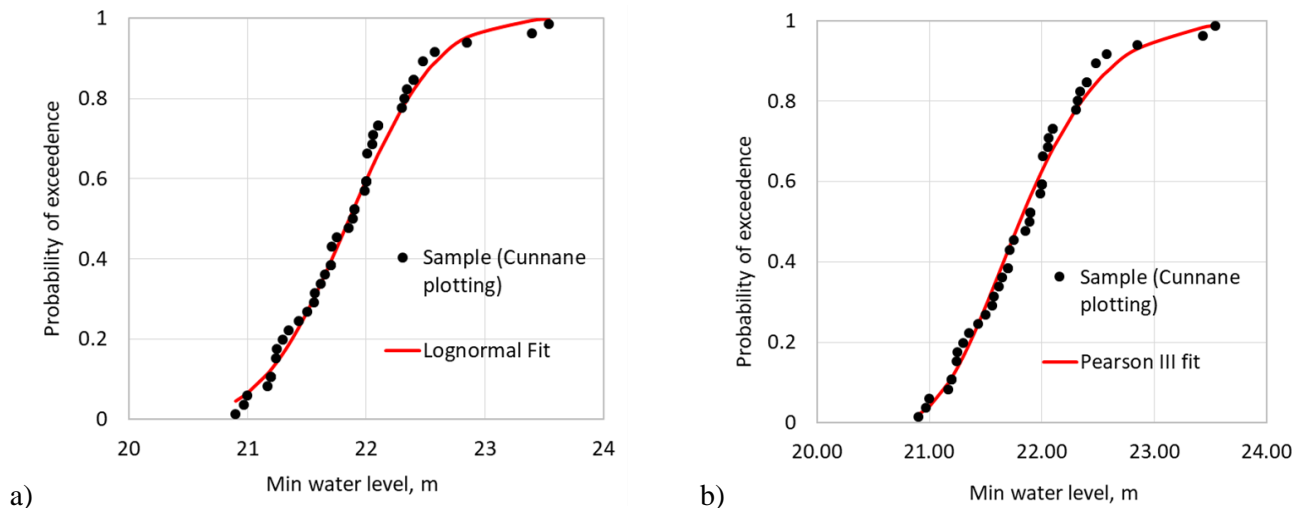 Probability of exceedence
1
0.8
0.6
0.4
0.2
0
20
21
22
23
24
Min water level, m
Sample (Cunnane
plotting)
Lognormal Fit
a)
Probability of exceedence
1
0.8
0.6
0.4
0.2
0
20.00
21.00
22.00
23.00
24.00
Min water level, m
Sample (Cunnane
plotting)
Pearson III fit
b)